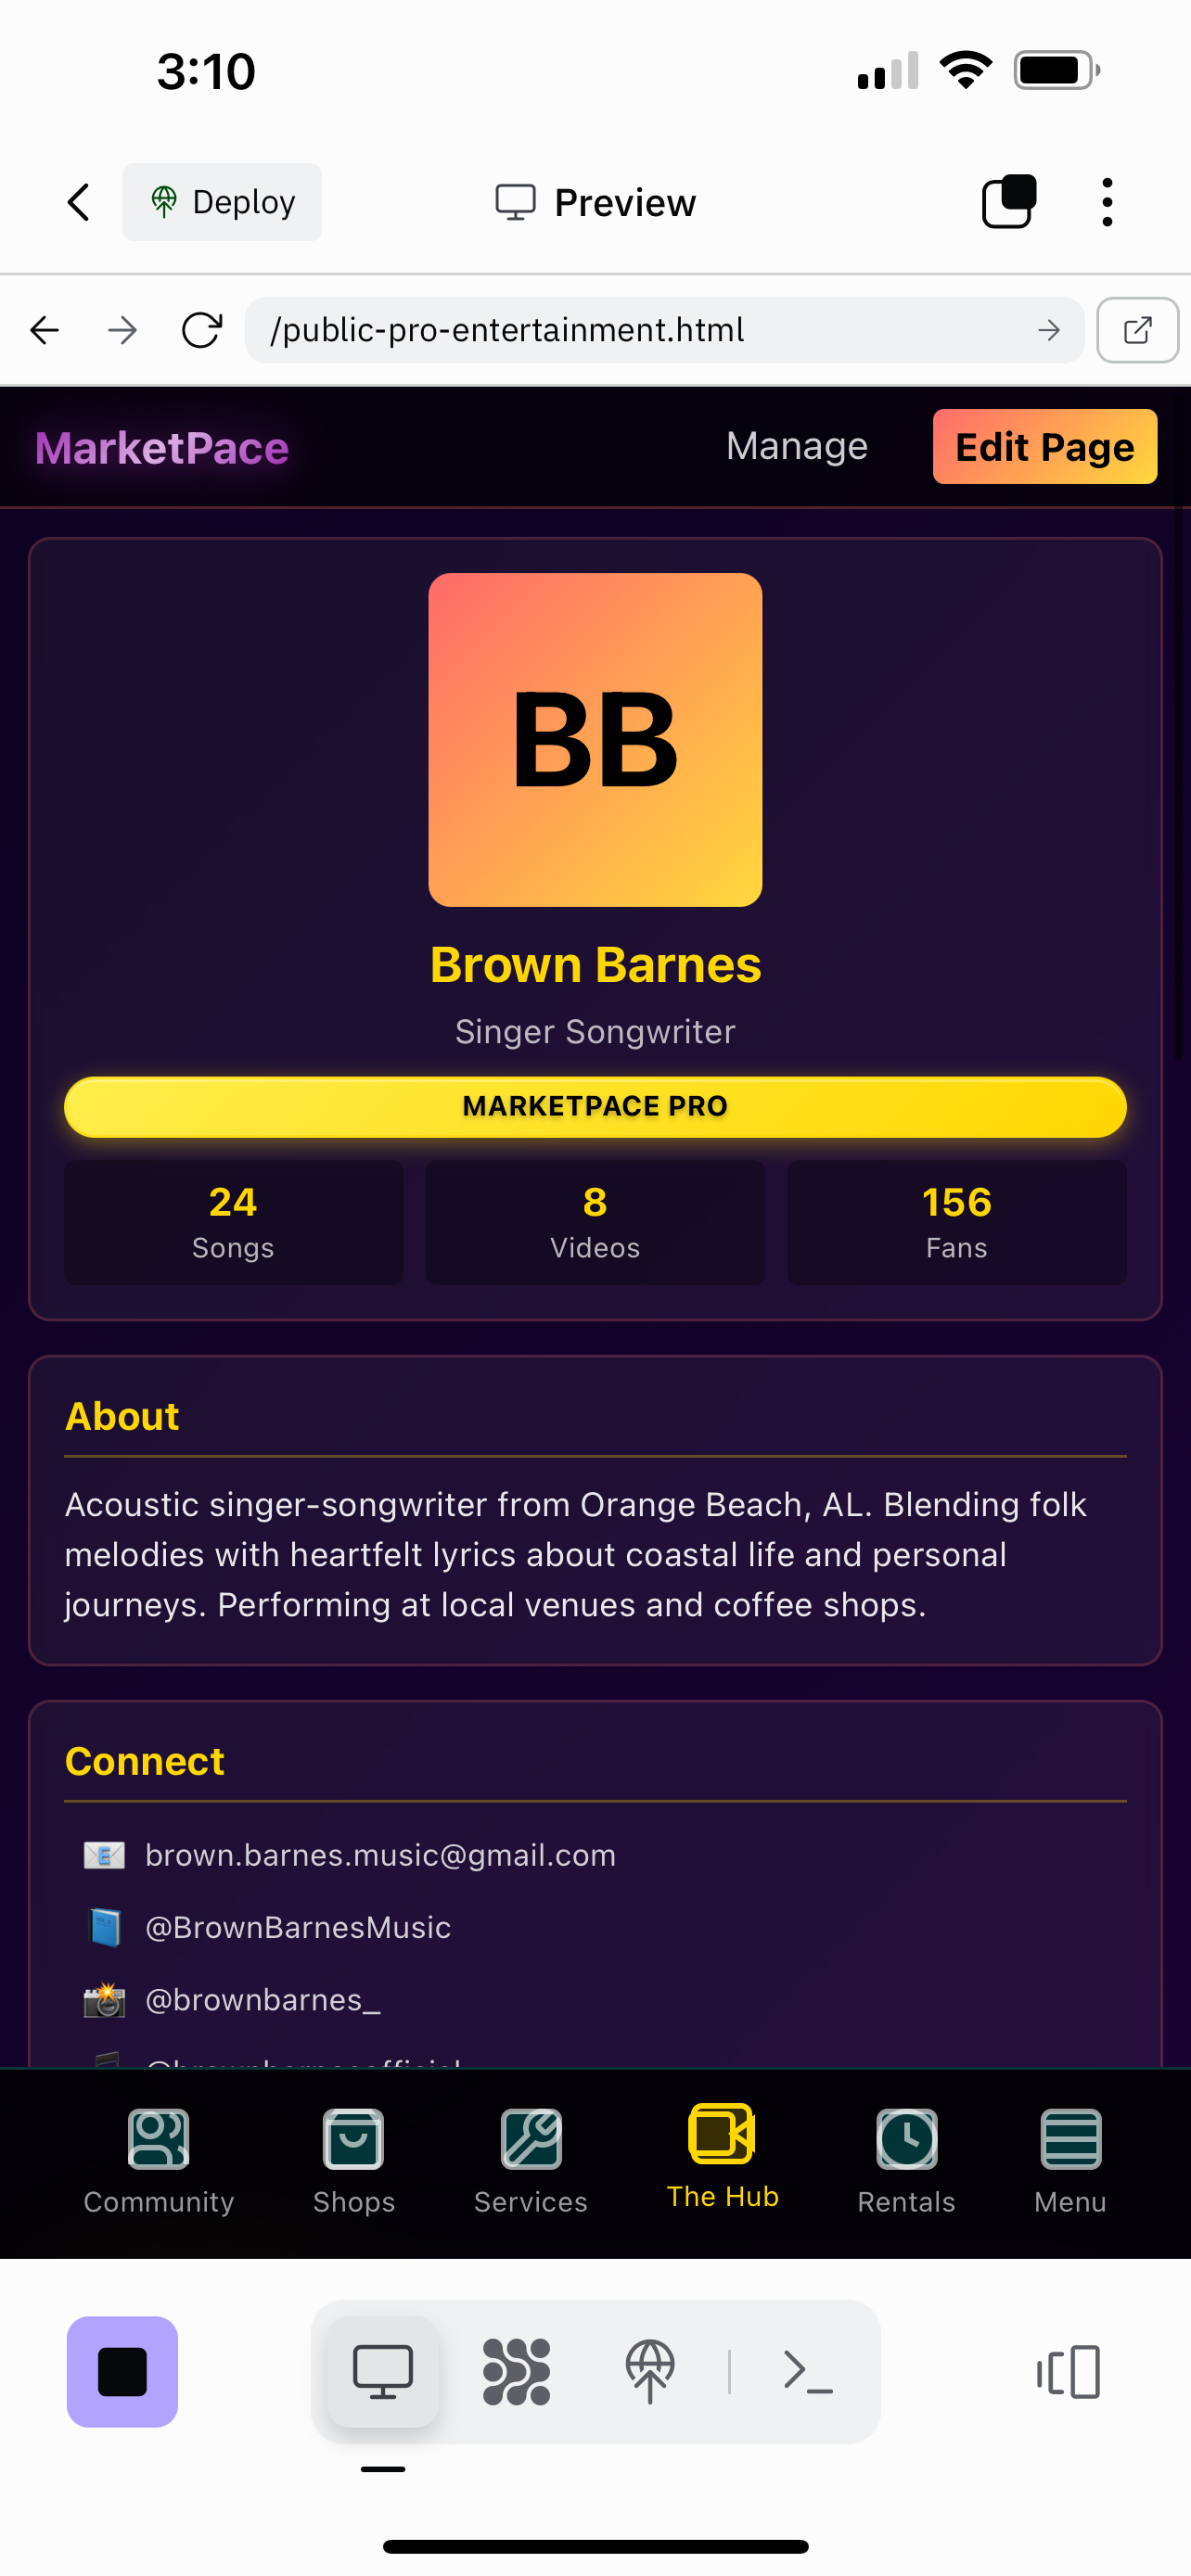 3:10
Deploy
Preview
/public-pro-entertainment.html
MarketPace
Manage
Edit Page
BB
Brown Barnes
Singer Songwriter
MARKETPACE PRO
24
Songs
8
Videos
156
Fans
About
Acoustic singer-songwriter from Orange Beach, AL. Blending folk
melodies with heartfelt lyrics about coastal life and personal
journeys. Performing at local venues and coffee shops.
Connect
brown.barnes.music@gmail.com
@BrownBarnesMusic
@brownbarnes_
Community
Shops
Services
The Hub
Rentals
Menu